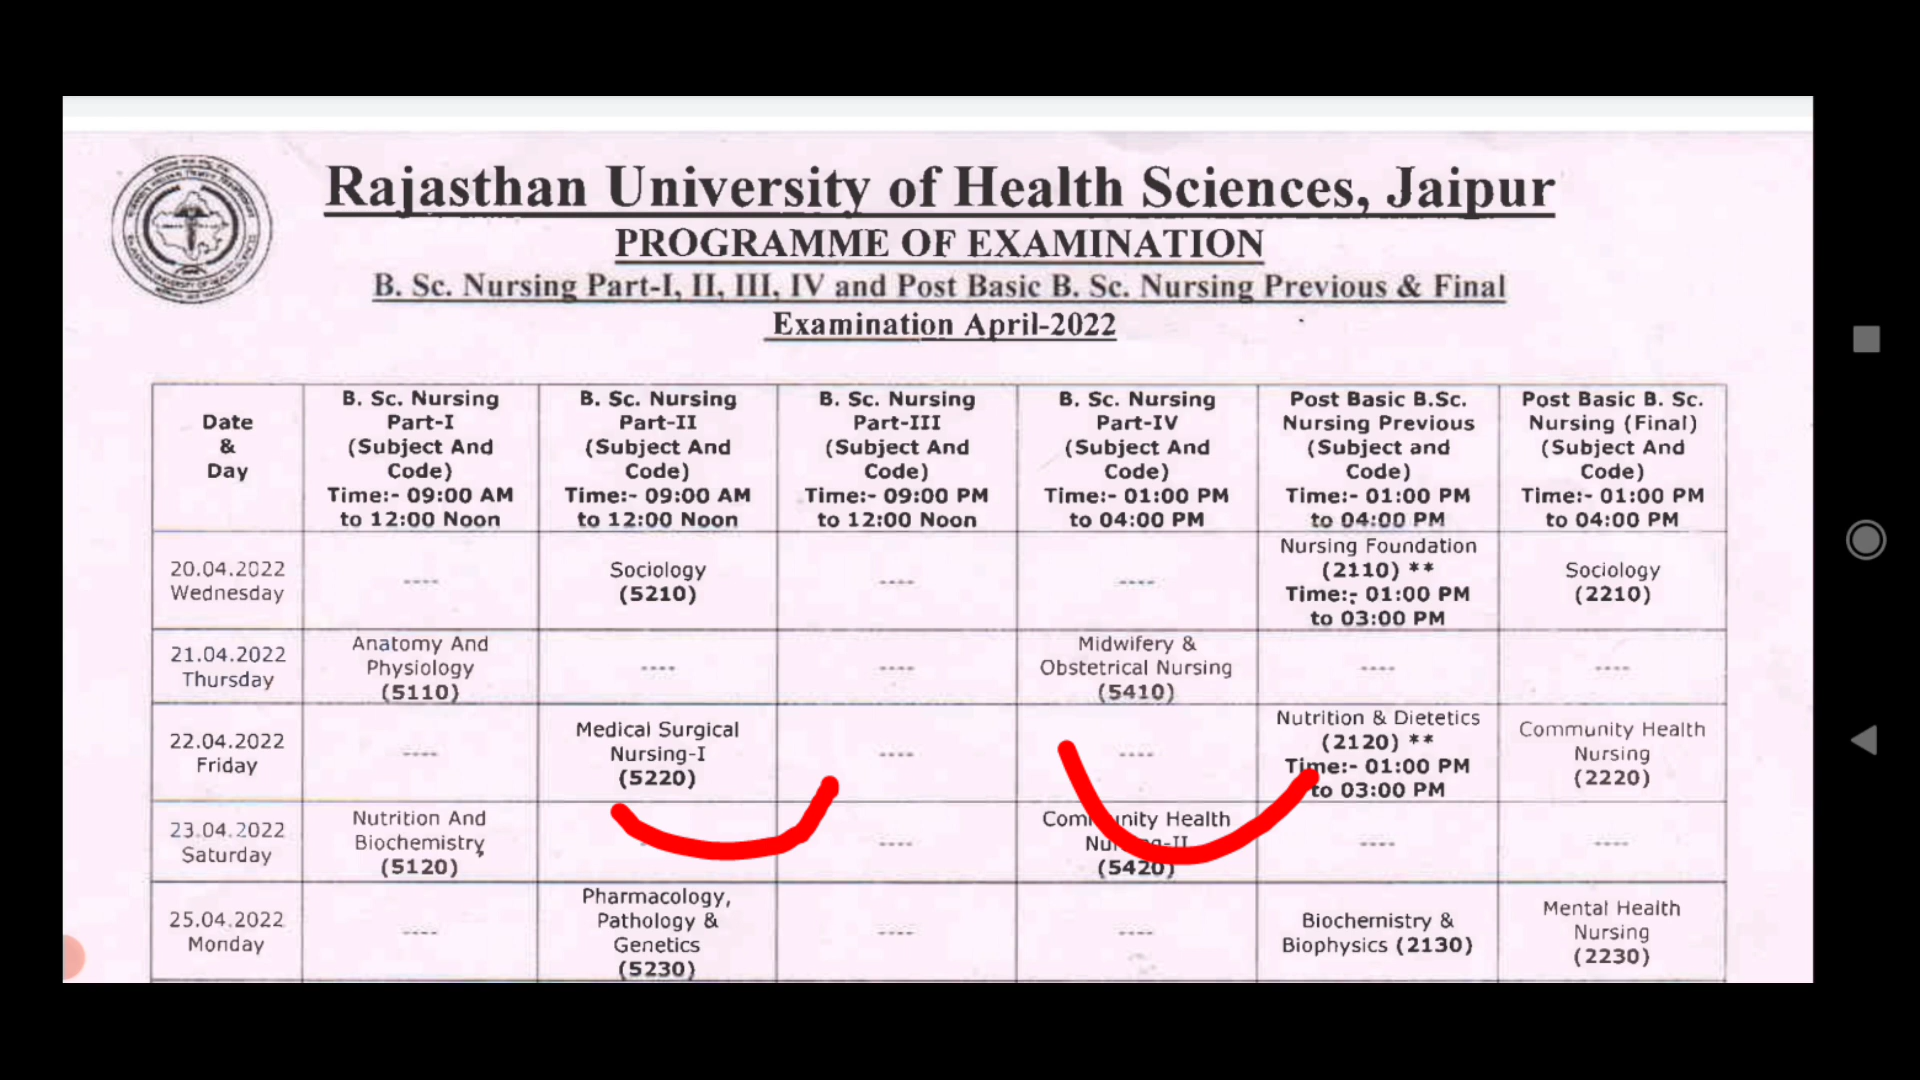 Rajasthan University of Health Sciences, Jaipur
PROGRAMME OF EXAMINATION
B. Sc. Nursing Part-I, II, III, IV and Post Basic B. Sc. Nursing Previous & Final
Examination April-2022
Date
&
Day
B. Sc. Nursing
Part-I
(Subject And
Code)
Time:- 09:00 AM
to 12:00 Noon
B. Sc. Nursing
Part-II
(Subject And
Code)
Time:- 09:00 AM
to 12:00 Noon
B. Sc. Nursing
Part-III
(Subject And
Code)
Time:- 09:00 PM
to 12:00 Noon
B. Sc. Nursing
Part-IV
(Subject And
Code)
Time:- 01:00 PM
to 04:00 PM
Post Basic B.Sc.
Nursing Previous
(Subject and
Code)
Time:- 01:00 PM
to 04:00 PM
Post Basic B. Sc.
Nursing (Final)
(Subject And
Code)
Time:- 01:00 PM
to 04:00 PM
20.04.2022
Wednesday
----
Sociology
(5210)
----
----
Nursing Foundation
(2110) **
Time:- 01:00 PM
to 03:00 PM
Sociology
(2210)
21.04.2022
Thursday
Anatomy And
Physiology
(5110)
----
----
Midwifery &
Obstetrical Nursing
(5410)
----
----
22.04.2022
Friday
----
Medical Surgical
Nursing-I
(5220)
----
----
Nutrition & Dietetics
(2120) **
Time:- 01:00 PM
to 03:00 PM
Community Health
Nursing
(2220)
23.04.2022
Saturday
Nutrition And
Biochemistry
(5120)
----
Community Health
Nursing-II
(5420)
----
----
25.04.2022
Monday
----
Pharmacology,
Pathology &
Genetics
(5230)
----
----
Biochemistry &
Biophysics (2130)
Mental Health
Nursing
(2230)